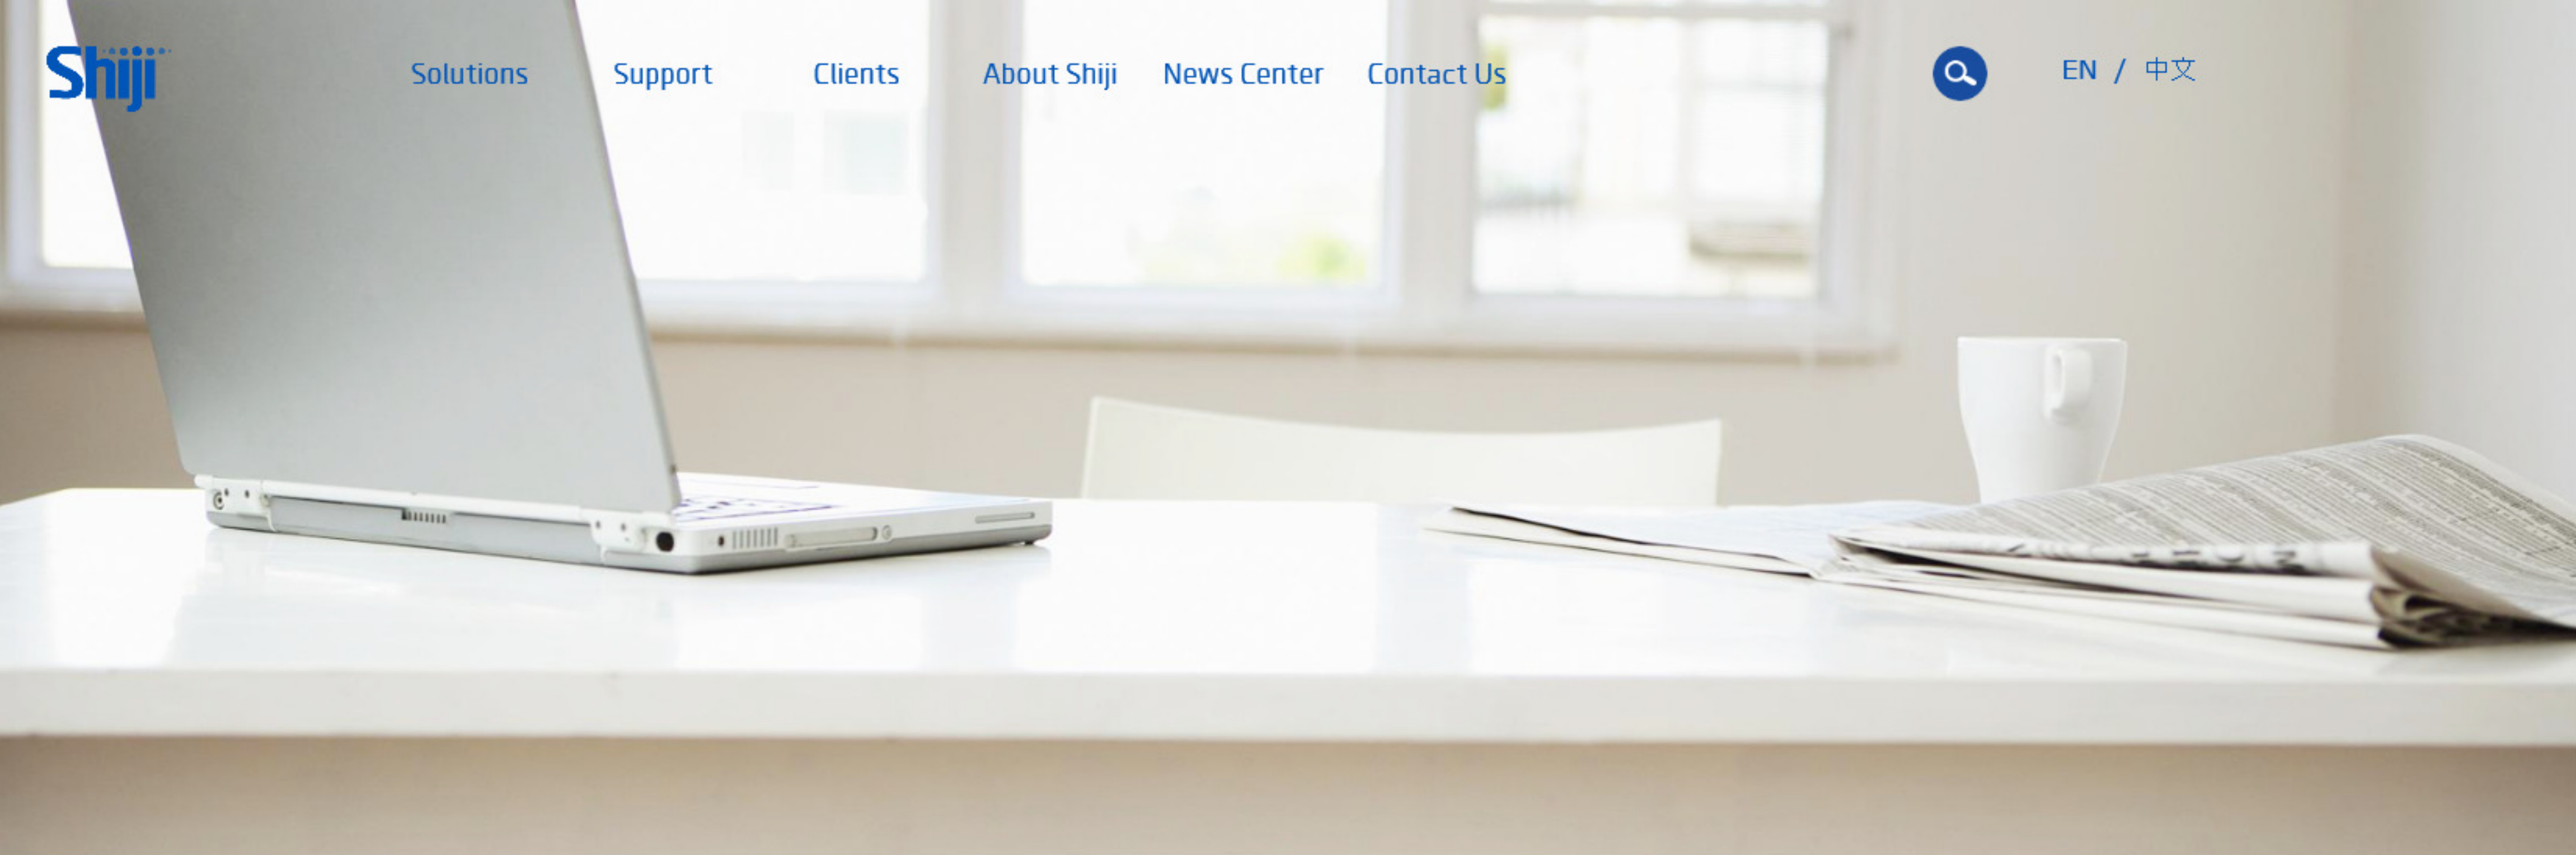 Shiji
Solutions Support Clients About Shiji News Center Contact Us
EN / 中文